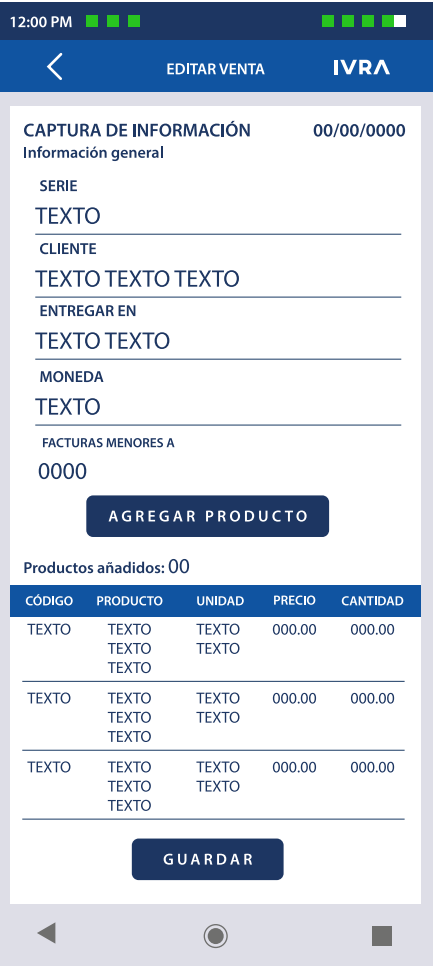 12:00 PM
EDITAR VENTA IVRA
CAPTURA DE INFORMACIÓN 00/00/0000
Información general
SERIE
TEXTO
CLIENTE
TEXTO TEXTO TEXTO
ENTREGAR EN
TEXTO TEXTO
MONEDA
TEXTO
FACTURAS MENORES A
0000
AGREGAR PRODUCTO
Productos añadidos: 00
CÓDIGO PRODUCTO UNIDAD PRECIO CANTIDAD
TEXTO TEXTO TEXTO 000.00 000.00
TEXTO TEXTO
TEXTO
TEXTO TEXTO TEXTO 000.00 000.00
TEXTO TEXTO
TEXTO
TEXTO TEXTO TEXTO 000.00 000.00
TEXTO TEXTO
TEXTO
GUARDAR